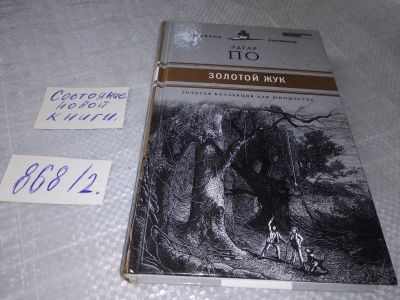 ЭДГАР
ПО
ЗОЛОТОЙ ЖУК
ЗОЛОТАЯ КОЛЛЕКЦИЯ ДЛЯ ЮНОШЕСТВА
Состояние
новой
книги.
868/2.